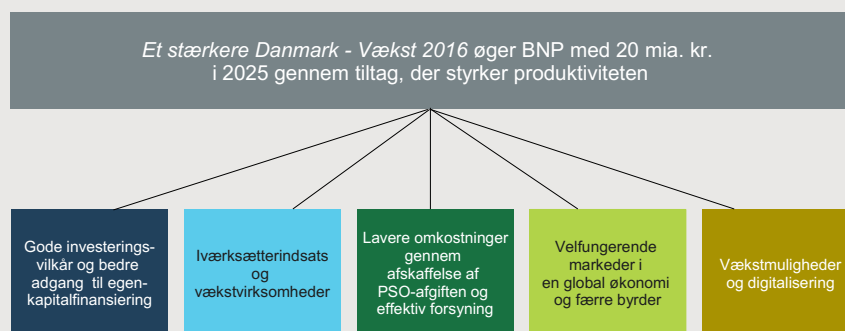 Et stærkere Danmark - Vækst 2016 øger BNP med 20 mia. kr.
i 2025 gennem tiltag, der styrker produktiviteten
Gode investerings-
vilkår og bedre
adgang til egen-
kapitalfinansiering
Iværksætterindsats
og
vækstvirksomheder
Lavere omkostninger
gennem
afskaffelse af
PSO-afgiften og
effektiv forsyning
Velfungerende
markeder i
en global økonomi
og færre byrder
Vækstmuligheder
og digitalisering